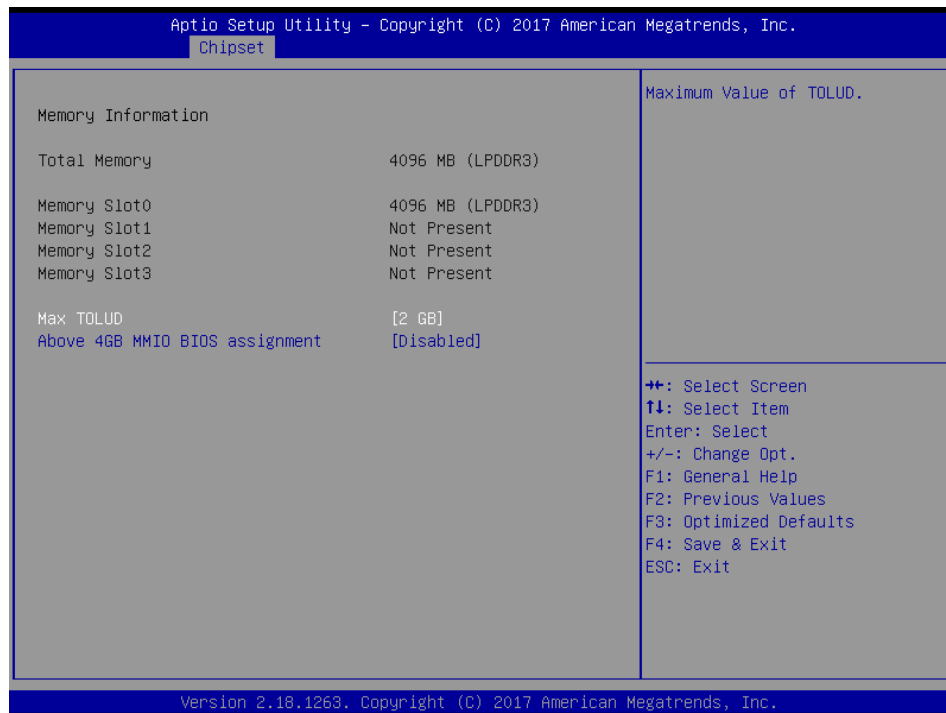 Aptio Setup Utility – Copyright (C) 2017 American Megatrends, Inc.
Chipset
Memory Information
Total Memory 4096 MB (LPDDR3)
Memory Slot0 4096 MB (LPDDR3)
Memory Slot1 Not Present
Memory Slot2 Not Present
Memory Slot3 Not Present
Max TOLUD [2 GB]
Above 4GB MMIO BIOS assignment [Disabled]
Maximum Value of TOLUD.
→←: Select Screen
↑↓: Select Item
Enter: Select
+/-: Change Opt.
F1: General Help
F2: Previous Values
F3: Optimized Defaults
F4: Save & Exit
ESC: Exit
Version 2.18.1263. Copyright (C) 2017 American Megatrends, Inc.